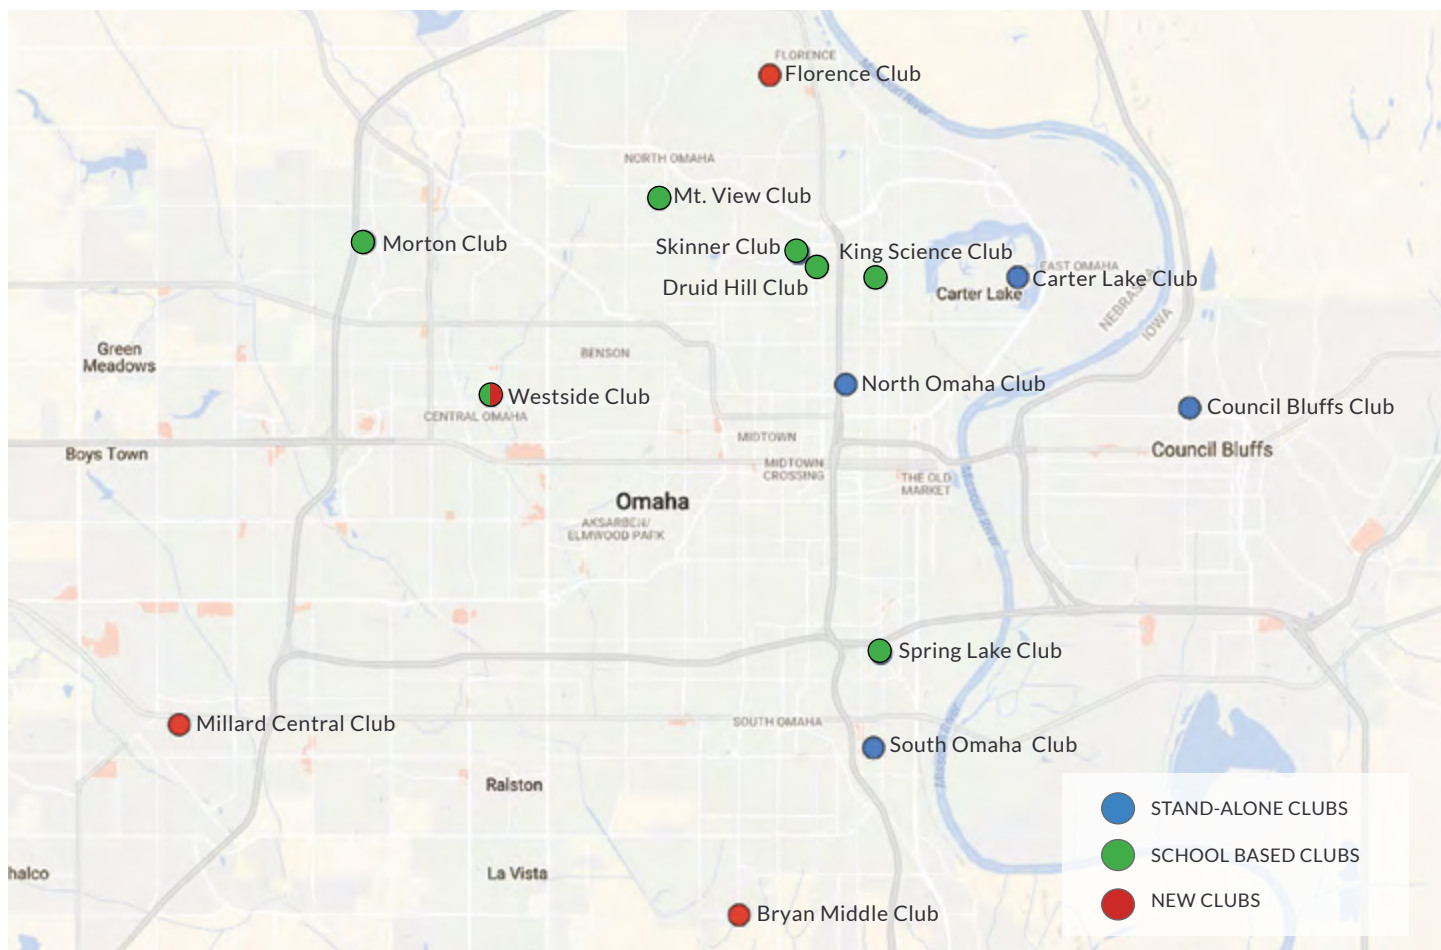 FLORENCE
Florence Club
Missouri River
NORTH OMAHA
Mt. View Club
Morton Club
Skinner Club
King Science Club
Druid Hill Club
EAST OMAHA
Carter Lake Club
Carter Lake
NEBRASKA
IOWA
Green
Meadows
BENSON
North Omaha Club
Westside Club
CENTRAL OMAHA
Council Bluffs Club
MIDTOWN
Boys Town
Council Bluffs
MIDTOWN
CROSSING
THE OLD
MARKET
Omaha
AKSARBEN/
ELMWOOD PARK
Missouri River
Spring Lake Club
Millard Central Club
SOUTH OMAHA
South Omaha Club
Missouri River
Ralston
STAND-ALONE CLUBS
SCHOOL BASED CLUBS
halco
La Vista
NEW CLUBS
Bryan Middle Club